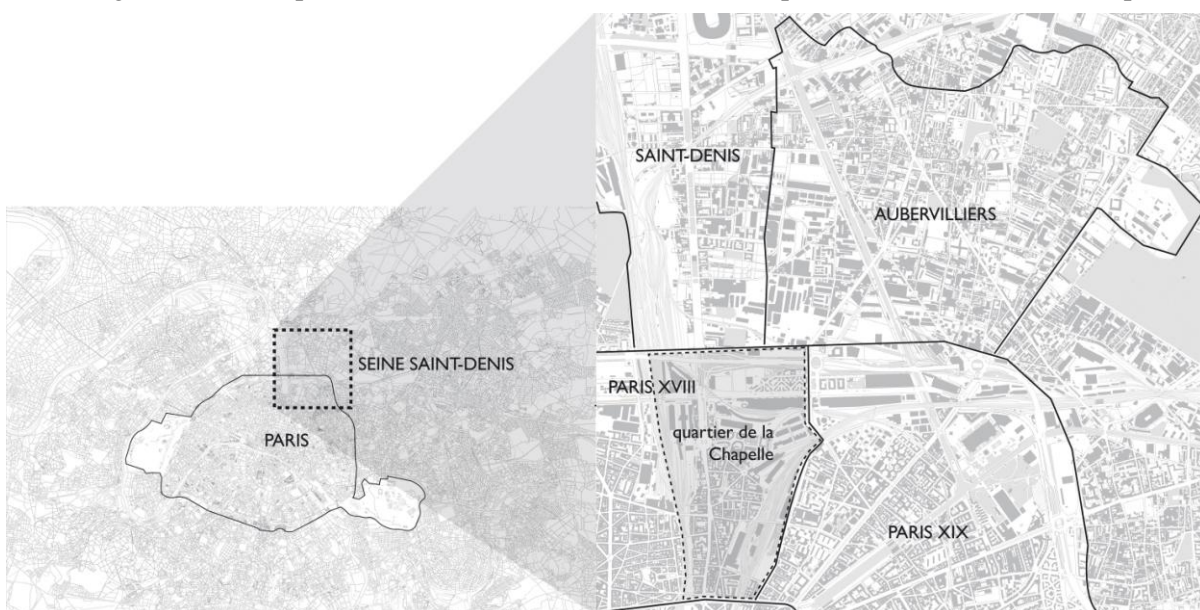 SEINE SAINT-DENIS
PARIS
SAINT-DENIS
AUBERVILLIERS
PARIS XVIII
quartier de la
Chapelle
PARIS XIX